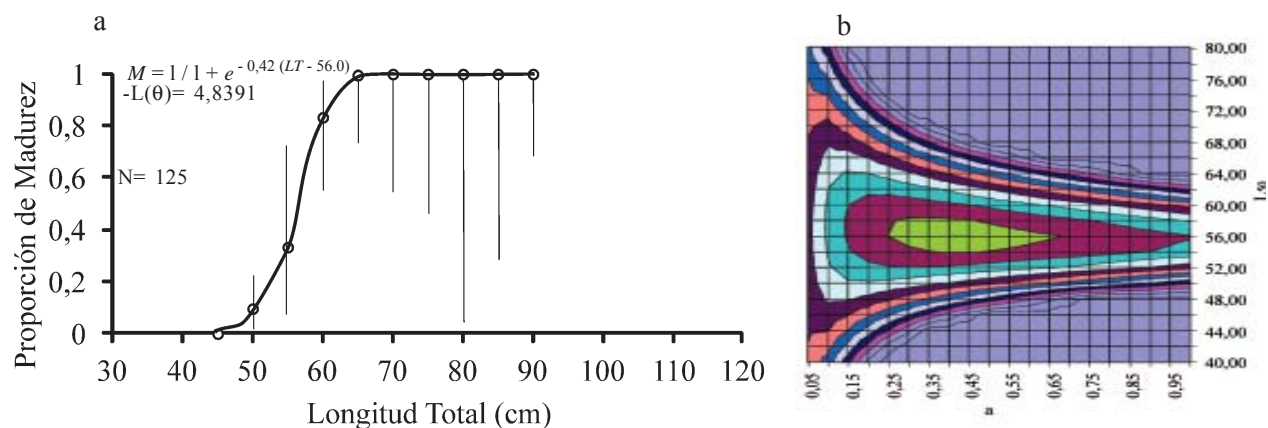 a
M = 1 / 1 + e - 0,42 (LT - 56.0)
-L(θ)= 4,8391
N= 125
Proporción de Madurez
1
0,8
0,6
0,4
0,2
0
30 40 50 60 70 80 90 100 110 120
Longitud Total (cm)
b
80,00
76,00
72,00
68,00
64,00
60,00
56,00
52,00
48,00
44,00
40,00
0,05 0,15 0,25 0,35 0,45 0,55 0,65 0,75 0,85 0,95
a